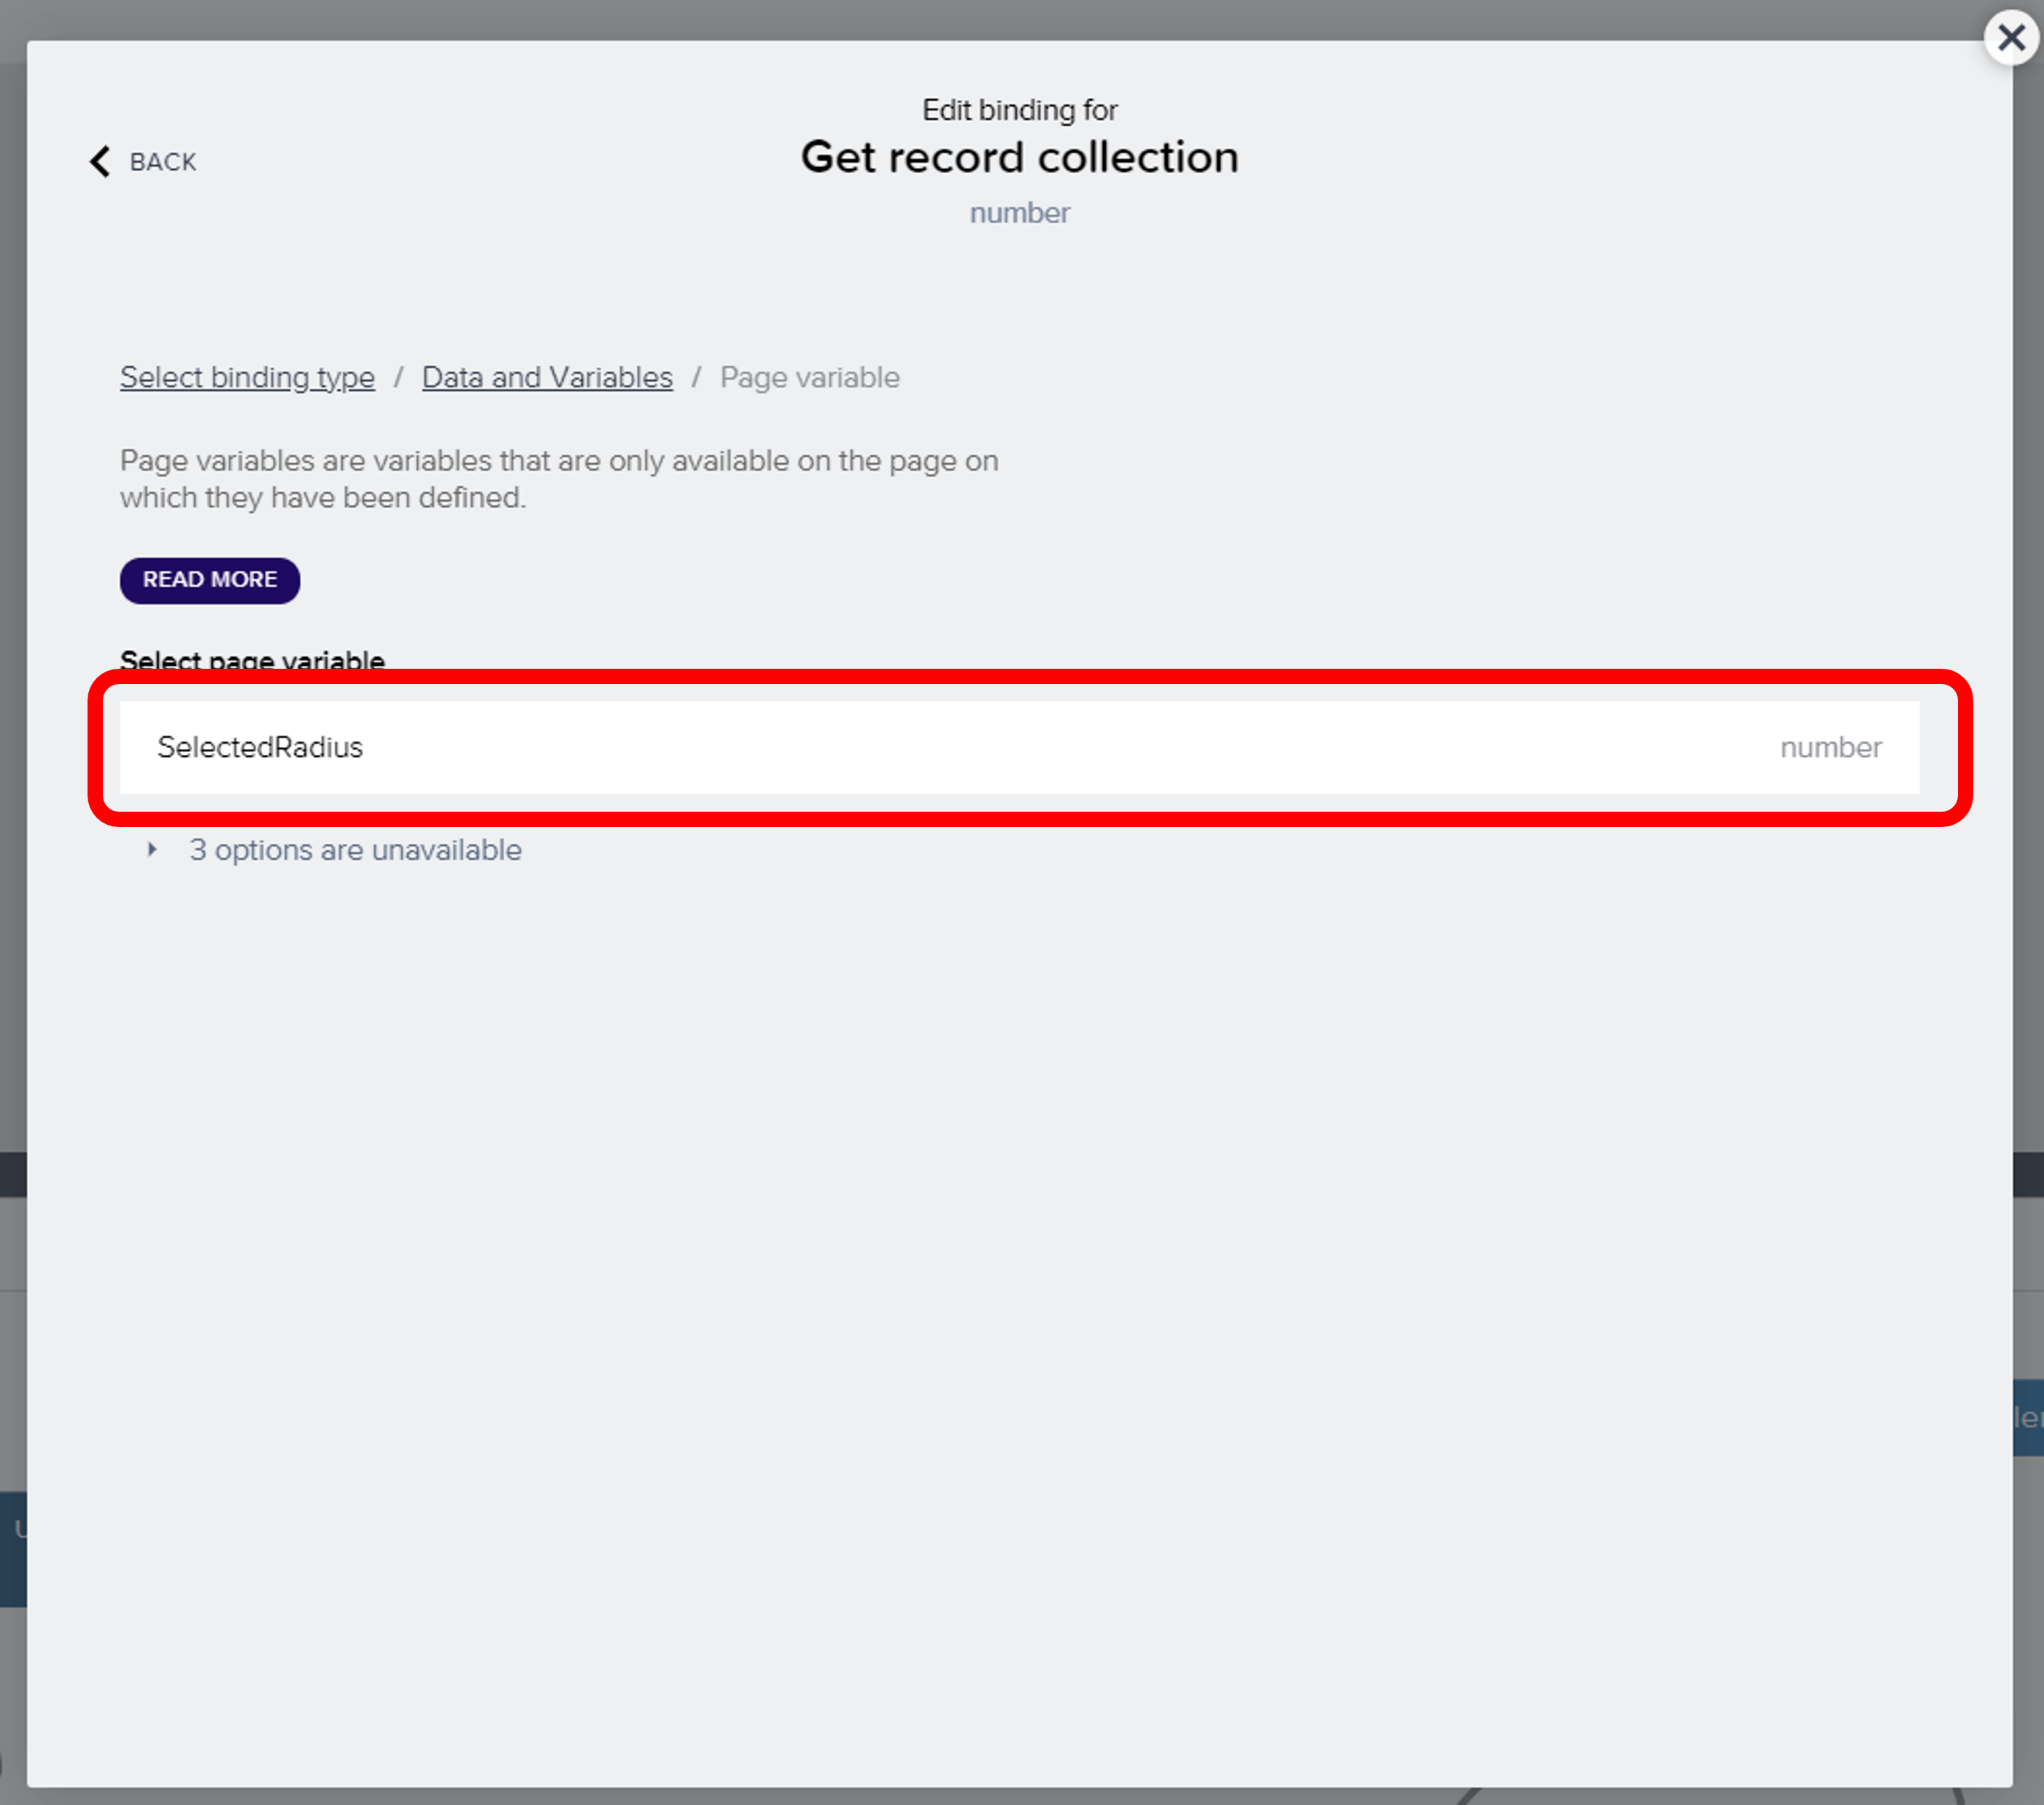 Edit binding for
BACK
Get record collection
number
Select binding type / Data and Variables / Page variable
Page variables are variables that are only available on the page on
which they have been defined.
READ MORE
Select page variable
SelectedRadius number
3 options are unavailable